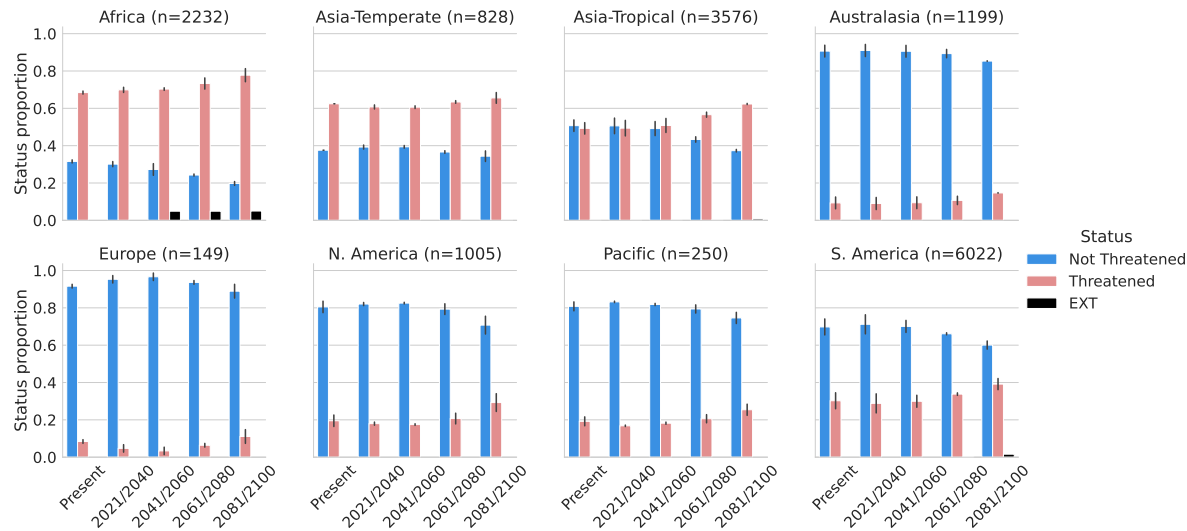 Africa (n=2232)
Asia-Temperate (n=828)
Asia-Tropical (n=3576)
Australasia (n=1199)
Status proportion
1.0
0.8
0.6
0.4
0.2
0.0
Europe (n=149)
N. America (n=1005)
Pacific (n=250)
S. America (n=6022)
Status proportion
1.0
0.8
0.6
0.4
0.2
0.0
Present
2021/2040
2041/2060
2061/2080
2081/2100
Present
2021/2040
2041/2060
2061/2080
2081/2100
Present
2021/2040
2041/2060
2061/2080
2081/2100
Present
2021/2040
2041/2060
2061/2080
2081/2100
Status
Not Threatened
Threatened
EXT